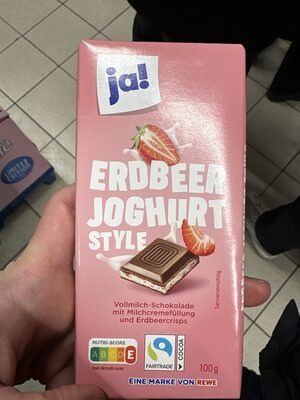 ja!
ERDBEER
JOGHURT
STYLE
Vollmilch-Schokolade
mit Milchcremefüllung
und Erdbeercrisps
Serviervorschlag
NUTRI-SCORE
A B C D E
FAIRTRADE
COCOA
100g
EINE MARKE VON REWE